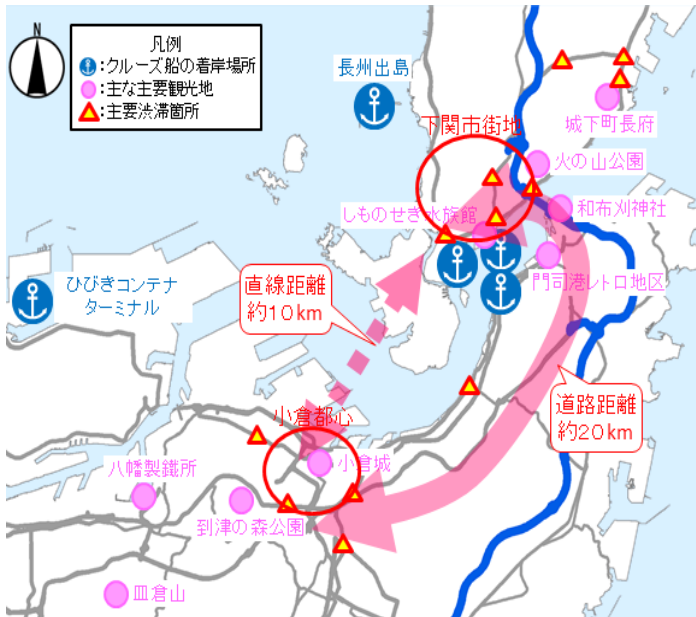 凡例
:クルーズ船の着岸場所
:主な主要観光地
:主要渋滞箇所
長州出島
下関市街地
城下町長府
火の山公園
しものせき水族館
和布刈神社
門司港レトロ地区
ひびきコンテナ
ターミナル
直線距離
約10km
道路距離
約20km
小倉都心
小倉城
八幡製鐵所
到津の森公園
皿倉山